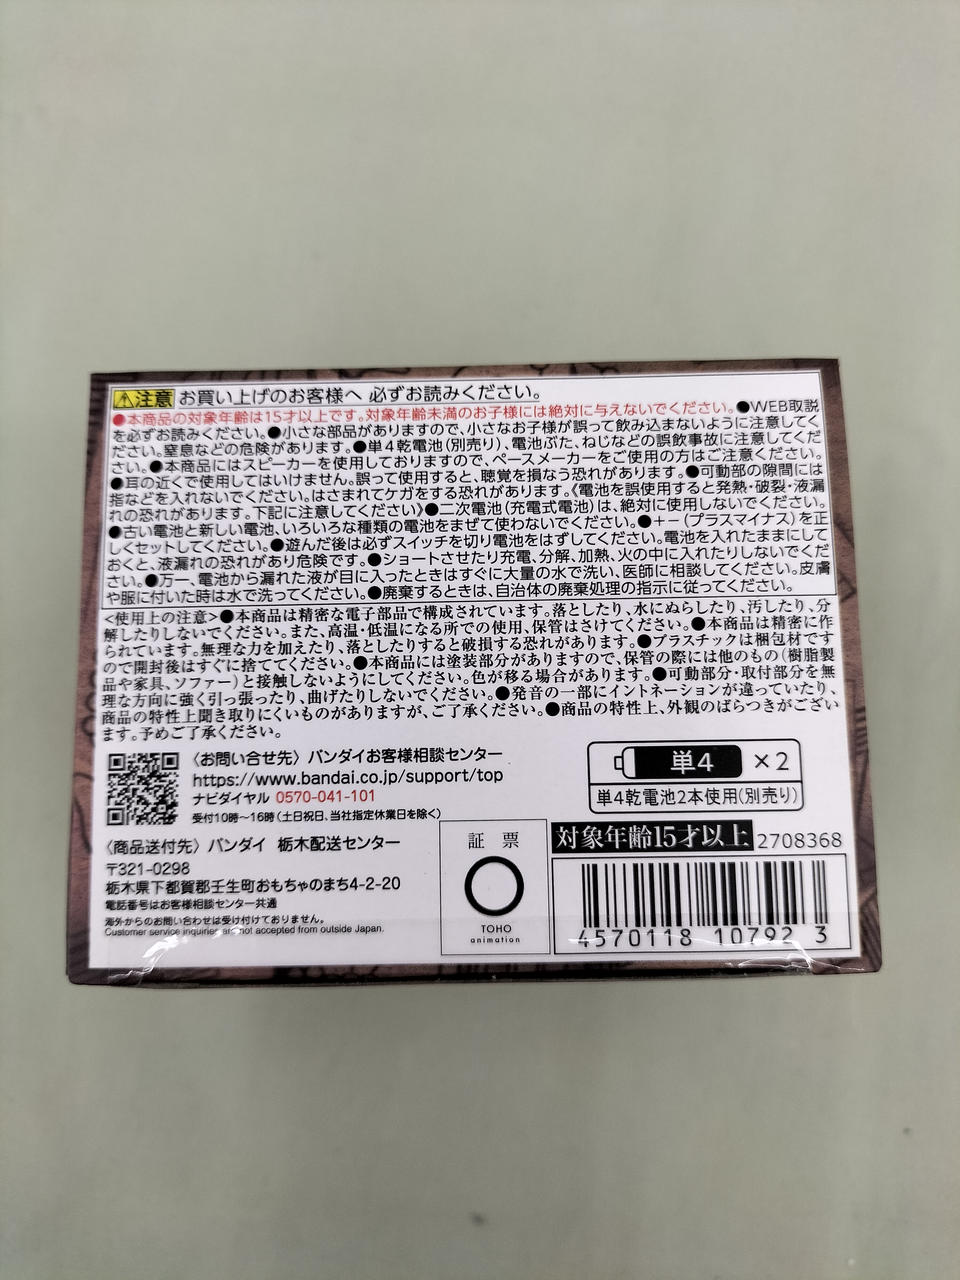 ⚠注意 お買い上げのお客様へ 必ずお読みください。
●本商品の対象年齢は15才以上です。対象年齢未満のお子様には絶対に与えないでください。●WEB取説
を必ずお読みください。●小さな部品がありますので、小さなお子様が誤って飲み込まないように注意してく
ださい。窒息などの危険があります。●単4乾電池(別売り)、電池ぶた、ねじなどの誤飲事故に注意してくだ
さい。●本商品にはスピーカーを使用しておりますので、ペースメーカーをご使用の方はご注意ください。
●耳の近くで使用してはいけません。誤って使用すると、聴覚を損なう恐れがあります。●可動部の隙間には
指などを入れないでください。はさまれてケガをする恐れがあります。《電池を誤使用すると発熱・破裂・液漏
れの恐れがあります。下記に注意してください》●二次電池(充電式電池)は、絶対に使用しないでください。
●古い電池と新しい電池、いろいろな種類の電池をまぜて使わないでください。●+−(プラスマイナス)を正
しくセットしてください。●遊んだ後は必ずスイッチを切り電池をはずしてください。電池を入れたままにして
おくと、液漏れの恐れがあり危険です。●ショートさせたり充電、分解、加熱、火の中に入れたりしないでくだ
さい。●万一、電池から漏れた液が目に入ったときはすぐに大量の水で洗い、医師に相談してください。皮膚
や服に付いた時は水で洗ってください。●廃棄するときは、自治体の廃棄処理の指示に従ってください。
<使用上の注意>●本商品は精密な電子部品で構成されています。落としたり、水にぬらしたり、汚したり、分
解したりしないでください。また、高温・低温になる所での使用、保管はさけてください。●本商品は精密に作
られています。無理な力を加えたり、落としたりすると破損する恐れがあります。●プラスチックは梱包材です
ので開封後はすぐに捨ててください。●本商品には塗装部分がありますので、保管の際には他のもの(樹脂製
品や家具、ソファー)と接触しないようにしてください。色が移る場合があります。●可動部分・取付部分を無
理な方向に強く引っ張ったり、曲げたりしないでください。●発音の一部にイントネーションが違っていたり、
商品の特性上聞き取りにくいものがありますが、ご了承ください。●商品の特性上、外観のばらつきがござい
ます。予めご了承ください。
〈お問い合せ先〉バンダイお客様相談センター
https://www.bandai.co.jp/support/top
ナビダイヤル 0570-041-101
受付10時〜16時(土日祝日、当社指定休業日を除く)
単4 ×2
単4乾電池2本使用(別売り)
〈商品送付先〉バンダイ 栃木配送センター
〒321-0298
栃木県下都賀郡壬生町おもちゃのまち4-2-20
電話番号はお客様相談センター共通
海外からのお問い合わせは受け付けておりません。
Customer service inquiries are not accepted from outside Japan.
証 票
TOHO
animation
対象年齢15才以上 2708368
4570118 107923